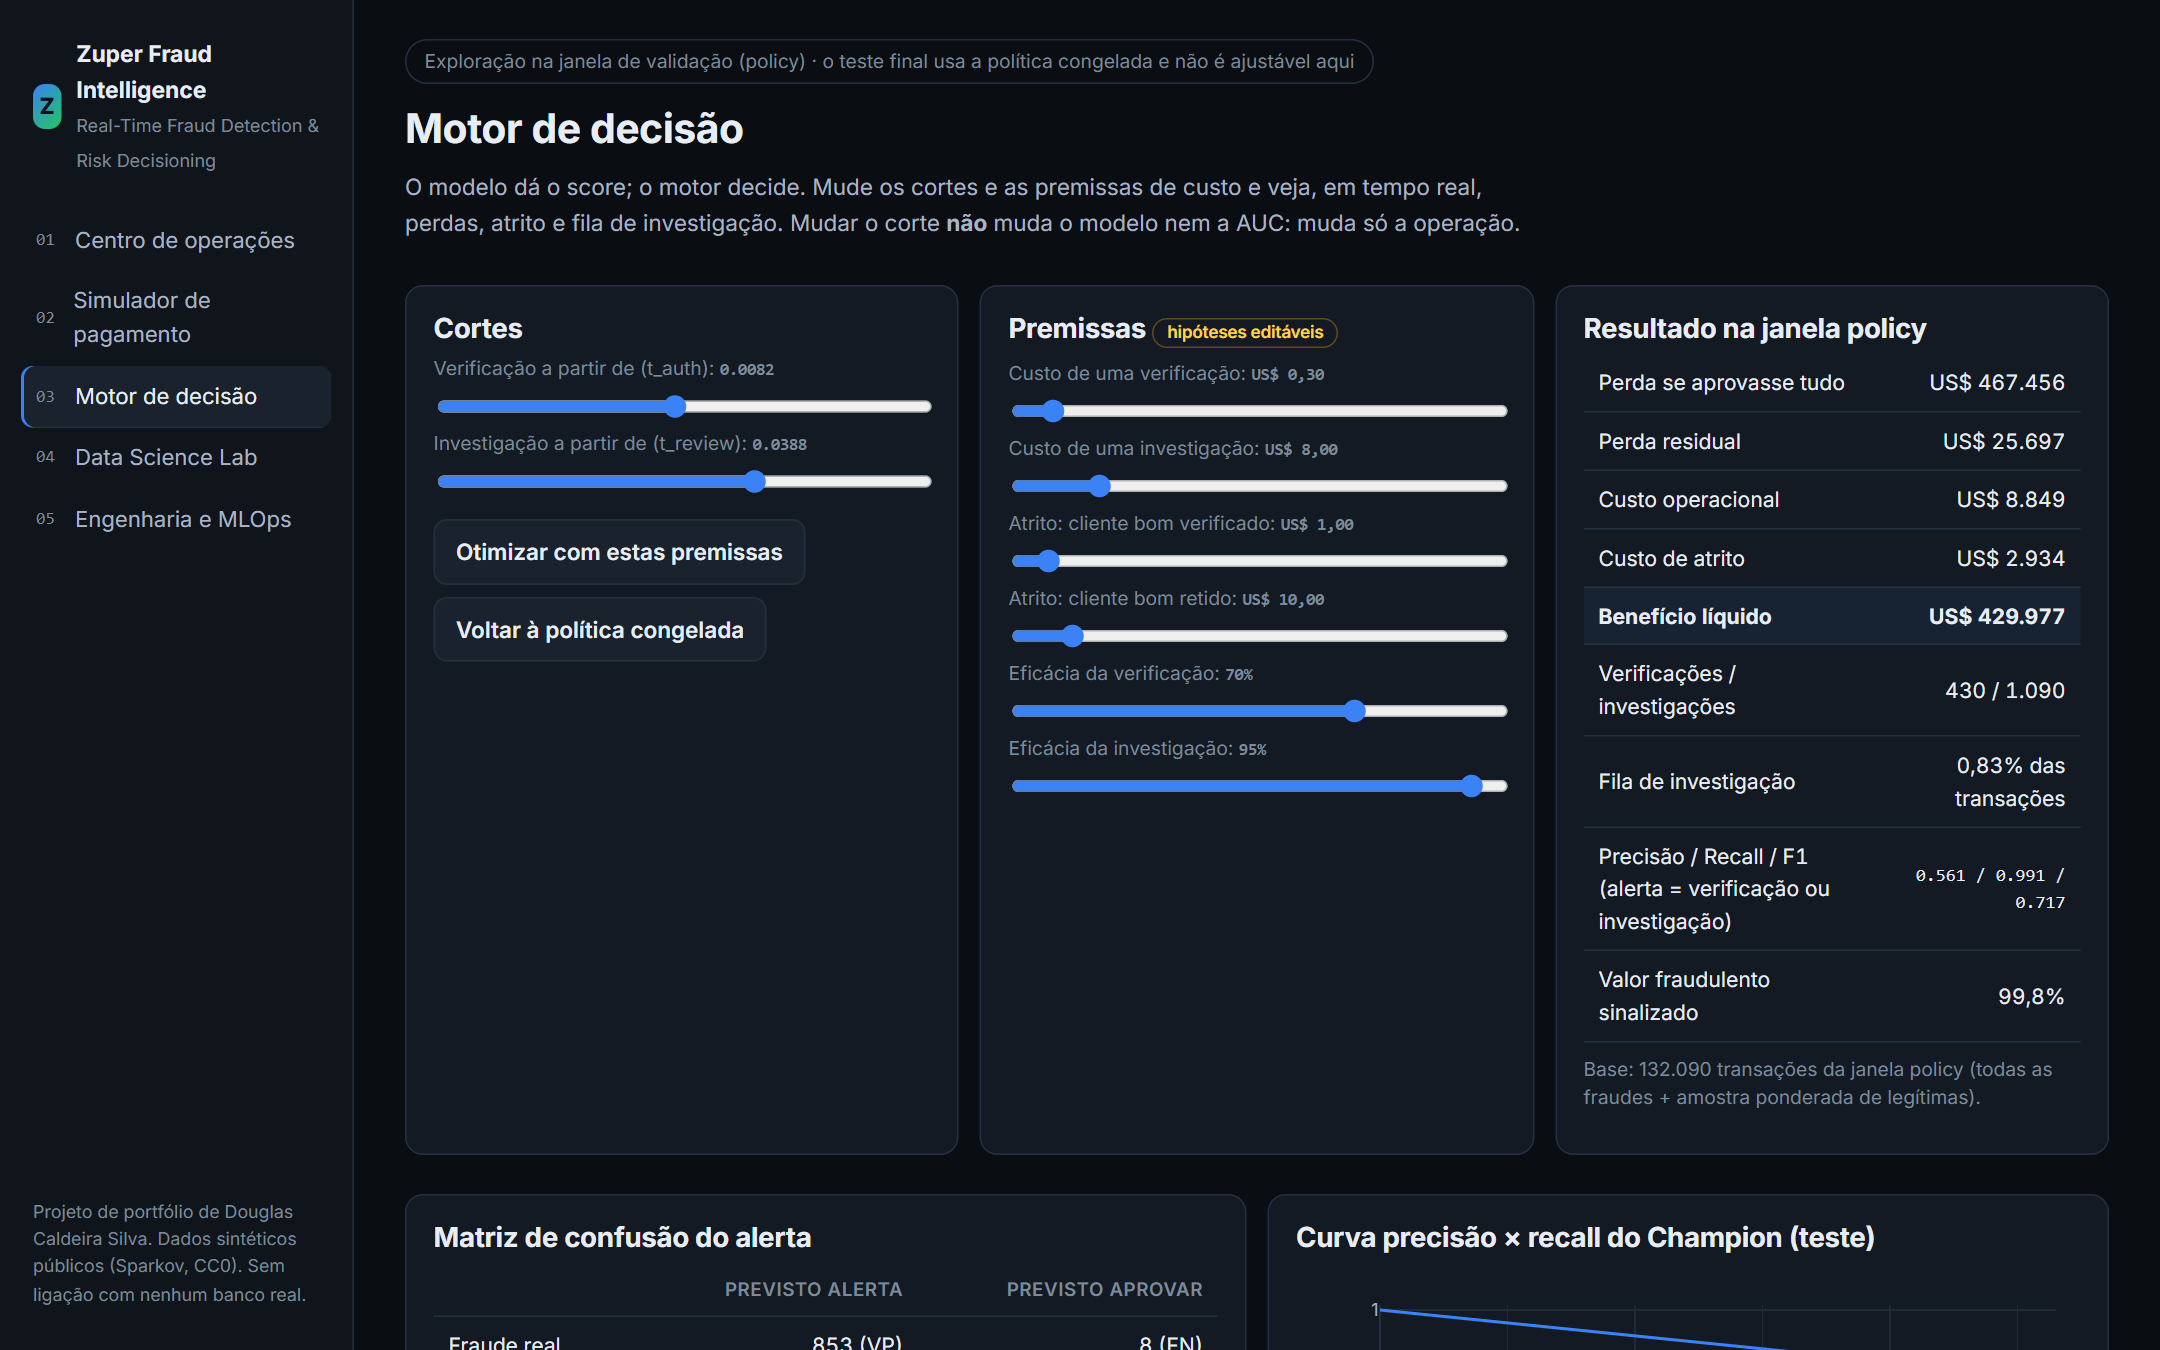 Z
Zuper Fraud
Intelligence
Real-Time Fraud Detection &
Risk Decisioning
01 Centro de operações
02 Simulador de
pagamento
03 Motor de decisão
04 Data Science Lab
05 Engenharia e MLOps
Projeto de portfólio de Douglas
Caldeira Silva. Dados sintéticos
públicos (Sparkov, CC0). Sem
ligação com nenhum banco real.
Exploração na janela de validação (policy) · o teste final usa a política congelada e não é ajustável aqui
Motor de decisão
O modelo dá o score; o motor decide. Mude os cortes e as premissas de custo e veja, em tempo real,
perdas, atrito e fila de investigação. Mudar o corte não muda o modelo nem a AUC: muda só a operação.
Cortes
Verificação a partir de (t_auth): 0.0082
Investigação a partir de (t_review): 0.0388
Otimizar com estas premissas
Voltar à política congelada
Premissas hipóteses editáveis
Custo de uma verificação: US$ 0,30
Custo de uma investigação: US$ 8,00
Atrito: cliente bom verificado: US$ 1,00
Atrito: cliente bom retido: US$ 10,00
Eficácia da verificação: 70%
Eficácia da investigação: 95%
Resultado na janela policy
Perda se aprovasse tudo US$ 467.456
Perda residual US$ 25.697
Custo operacional US$ 8.849
Custo de atrito US$ 2.934
Benefício líquido US$ 429.977
Verificações /
investigações
430 / 1.090
Fila de investigação
0,83% das
transações
Precisão / Recall / F1
(alerta = verificação ou
investigação)
0.561 / 0.991 /
0.717
Valor fraudulento
sinalizado
99,8%
Base: 132.090 transações da janela policy (todas as
fraudes + amostra ponderada de legítimas).
Matriz de confusão do alerta
PREVISTO ALERTA PREVISTO APROVAR
Fraude real 853 (VP) 8 (FN)
Curva precisão × recall do Champion (teste)
1